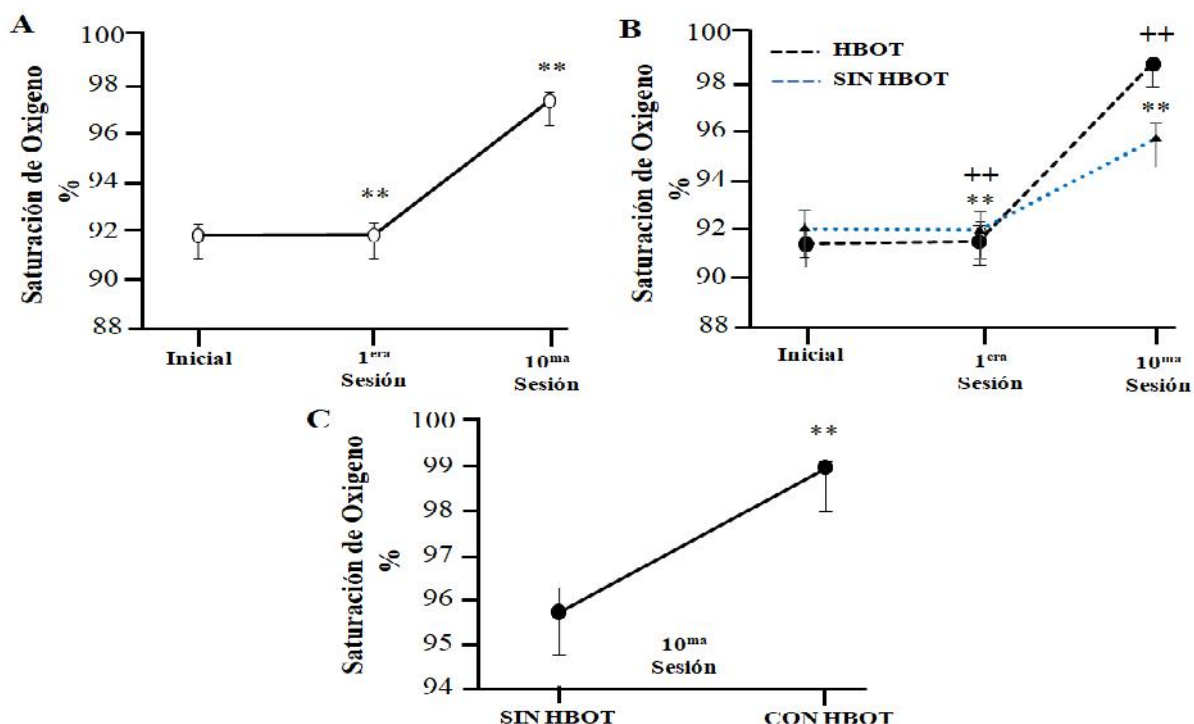 A
Saturación de Oxigeno
%
100
98
96
94
92
90
88
**
**
Inicial
1era
Sesión
10ma
Sesión
B
Saturación de Oxigeno
%
100
98
96
94
92
90
88
HBOT
SIN HBOT
++
**
++
**
Inicial
1era
Sesión
10ma
Sesión
C
Saturación de Oxigeno
%
100
99
98
97
96
95
94
**
10ma
Sesión
SIN HBOT
CON HBOT